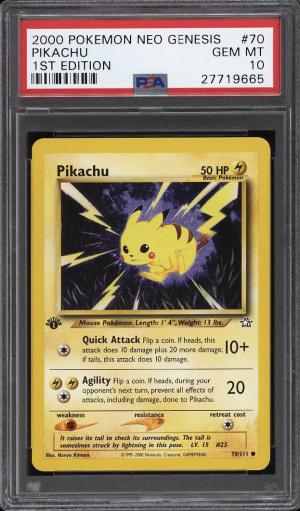 2000 POKEMON NEO GENESIS #70
PIKACHU GEM MT
1ST EDITION PSA 10
27719665
Pikachu 50 HP
Basic Pokémon
Mouse Pokémon. Length: 1' 4", Weight: 13 lbs.
Quick Attack Flip a coin. If heads, this
attack does 10 damage plus 20 more damage; 10+
if tails, this attack does 10 damage.
Agility Flip a coin. If heads, during your
opponent's next turn, prevent all effects of 20
attacks, including damage, done to Pikachu.
weakness resistance retreat cost
It raises its tail to check its surroundings. The tail is
sometimes struck by lightning in this pose. LV. 15 #25
Illus. Naoyo Kimura ©1995-2000 Nintendo, Creatures, GAMEFREAK. 70/111